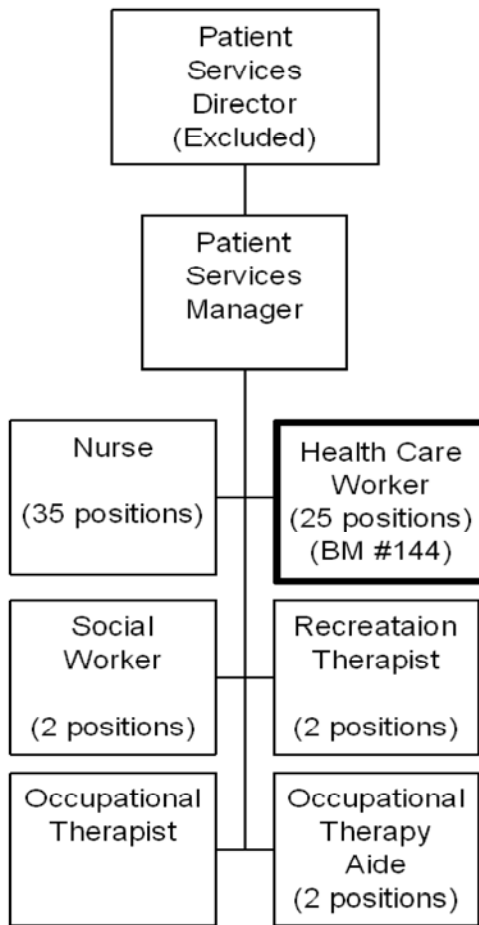 Patient
Services
Director
(Excluded)
Patient
Services
Manager
Nurse
(35 positions)
Health Care
Worker
(25 positions)
(BM #144)
Social
Worker
(2 positions)
Recreataion
Therapist
(2 positions)
Occupational
Therapist
Occupational
Therapy
Aide
(2 positions)